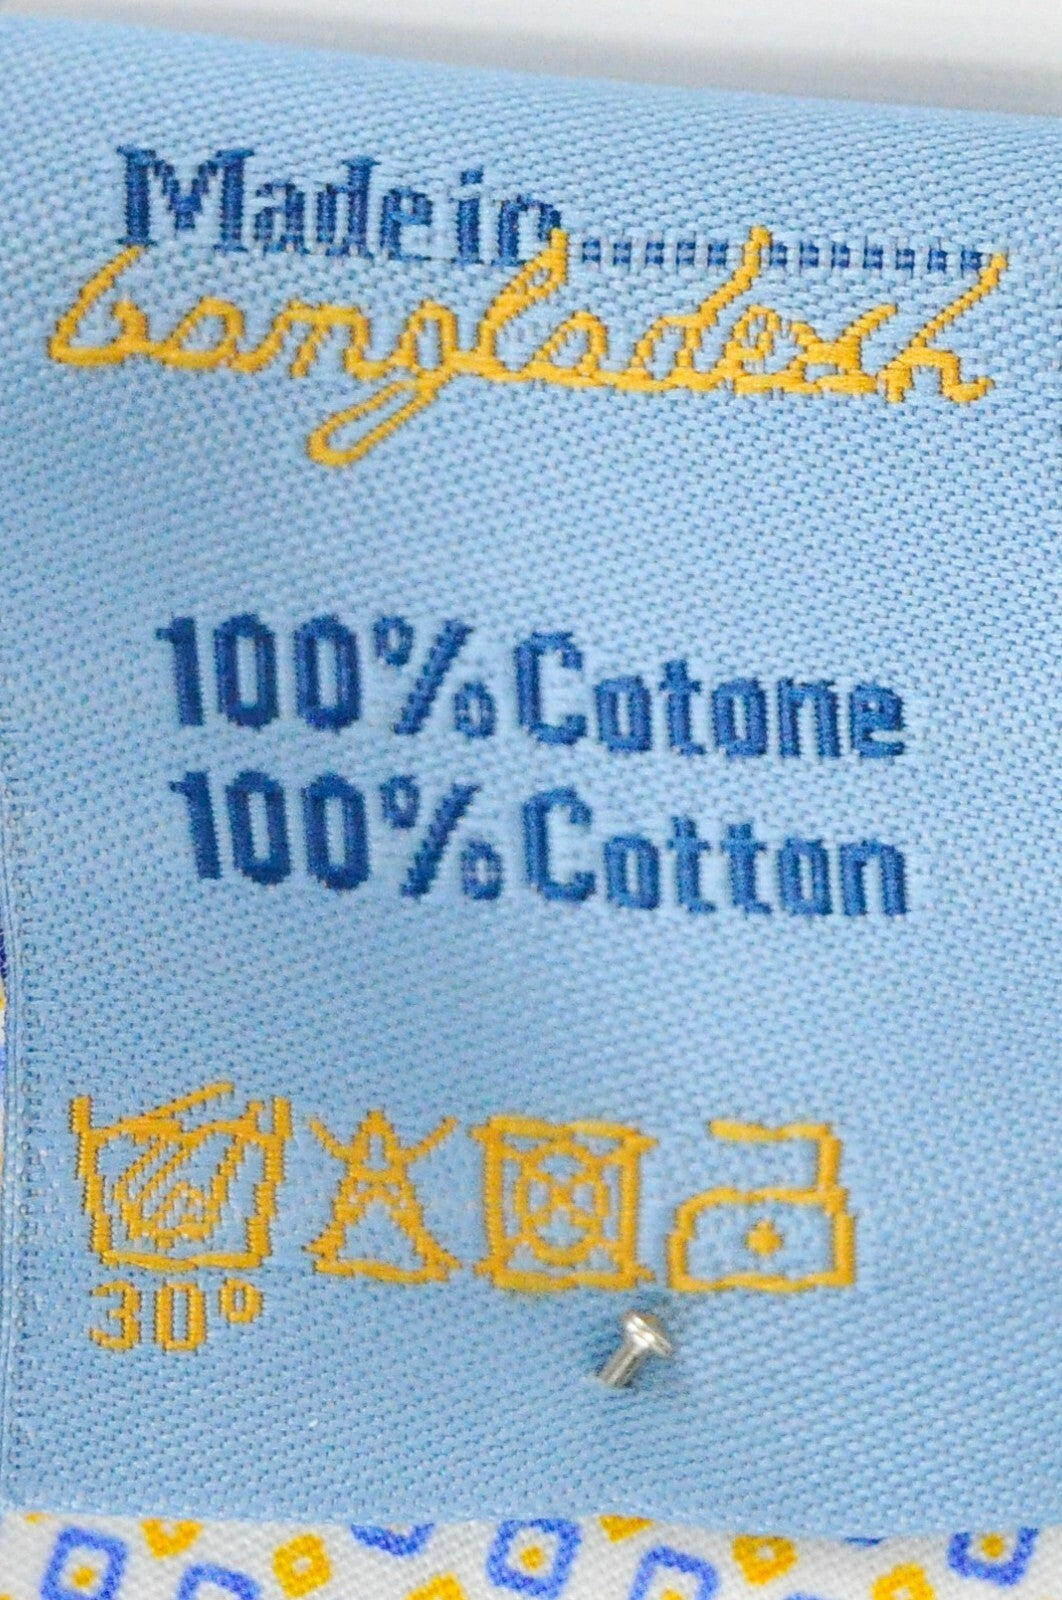 Made in............
bangladesh
100% Cotone
100% Cotton
30°